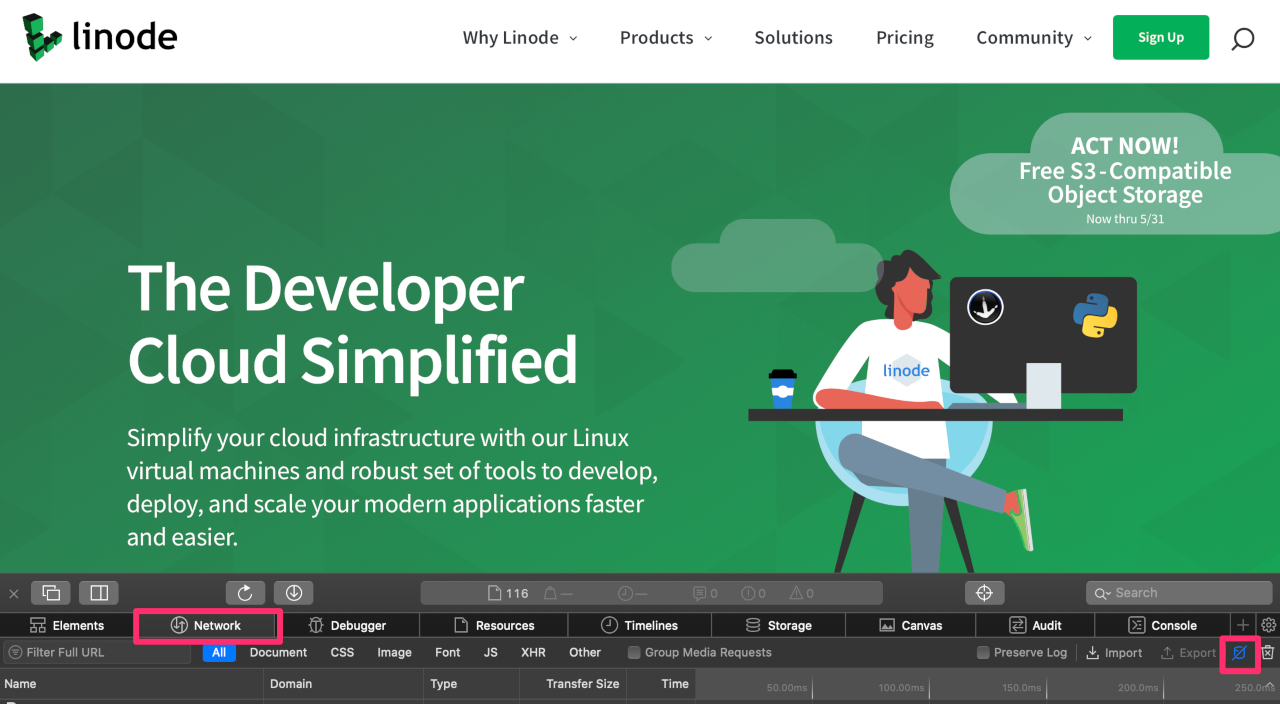 linode
Why Linode
Products
Solutions
Pricing
Community
Sign Up
ACT NOW!
Free S3-Compatible
Object Storage
Now thru 5/31
The Developer
Cloud Simplified
linode
Simplify your cloud infrastructure with our Linux
virtual machines and robust set of tools to develop,
deploy, and scale your modern applications faster
and easier.
116 — — 0 0 0
Search
Elements
Network
Debugger
Resources
Timelines
Storage
Canvas
Audit
Console
Filter Full URL
All
Document
CSS
Image
Font
JS
XHR
Other
Group Media Requests
Preserve Log
Import
Export
Name
Domain
Type
Transfer Size
Time
50.00ms
100.00ms
150.0ms
200.0ms
250.0ms